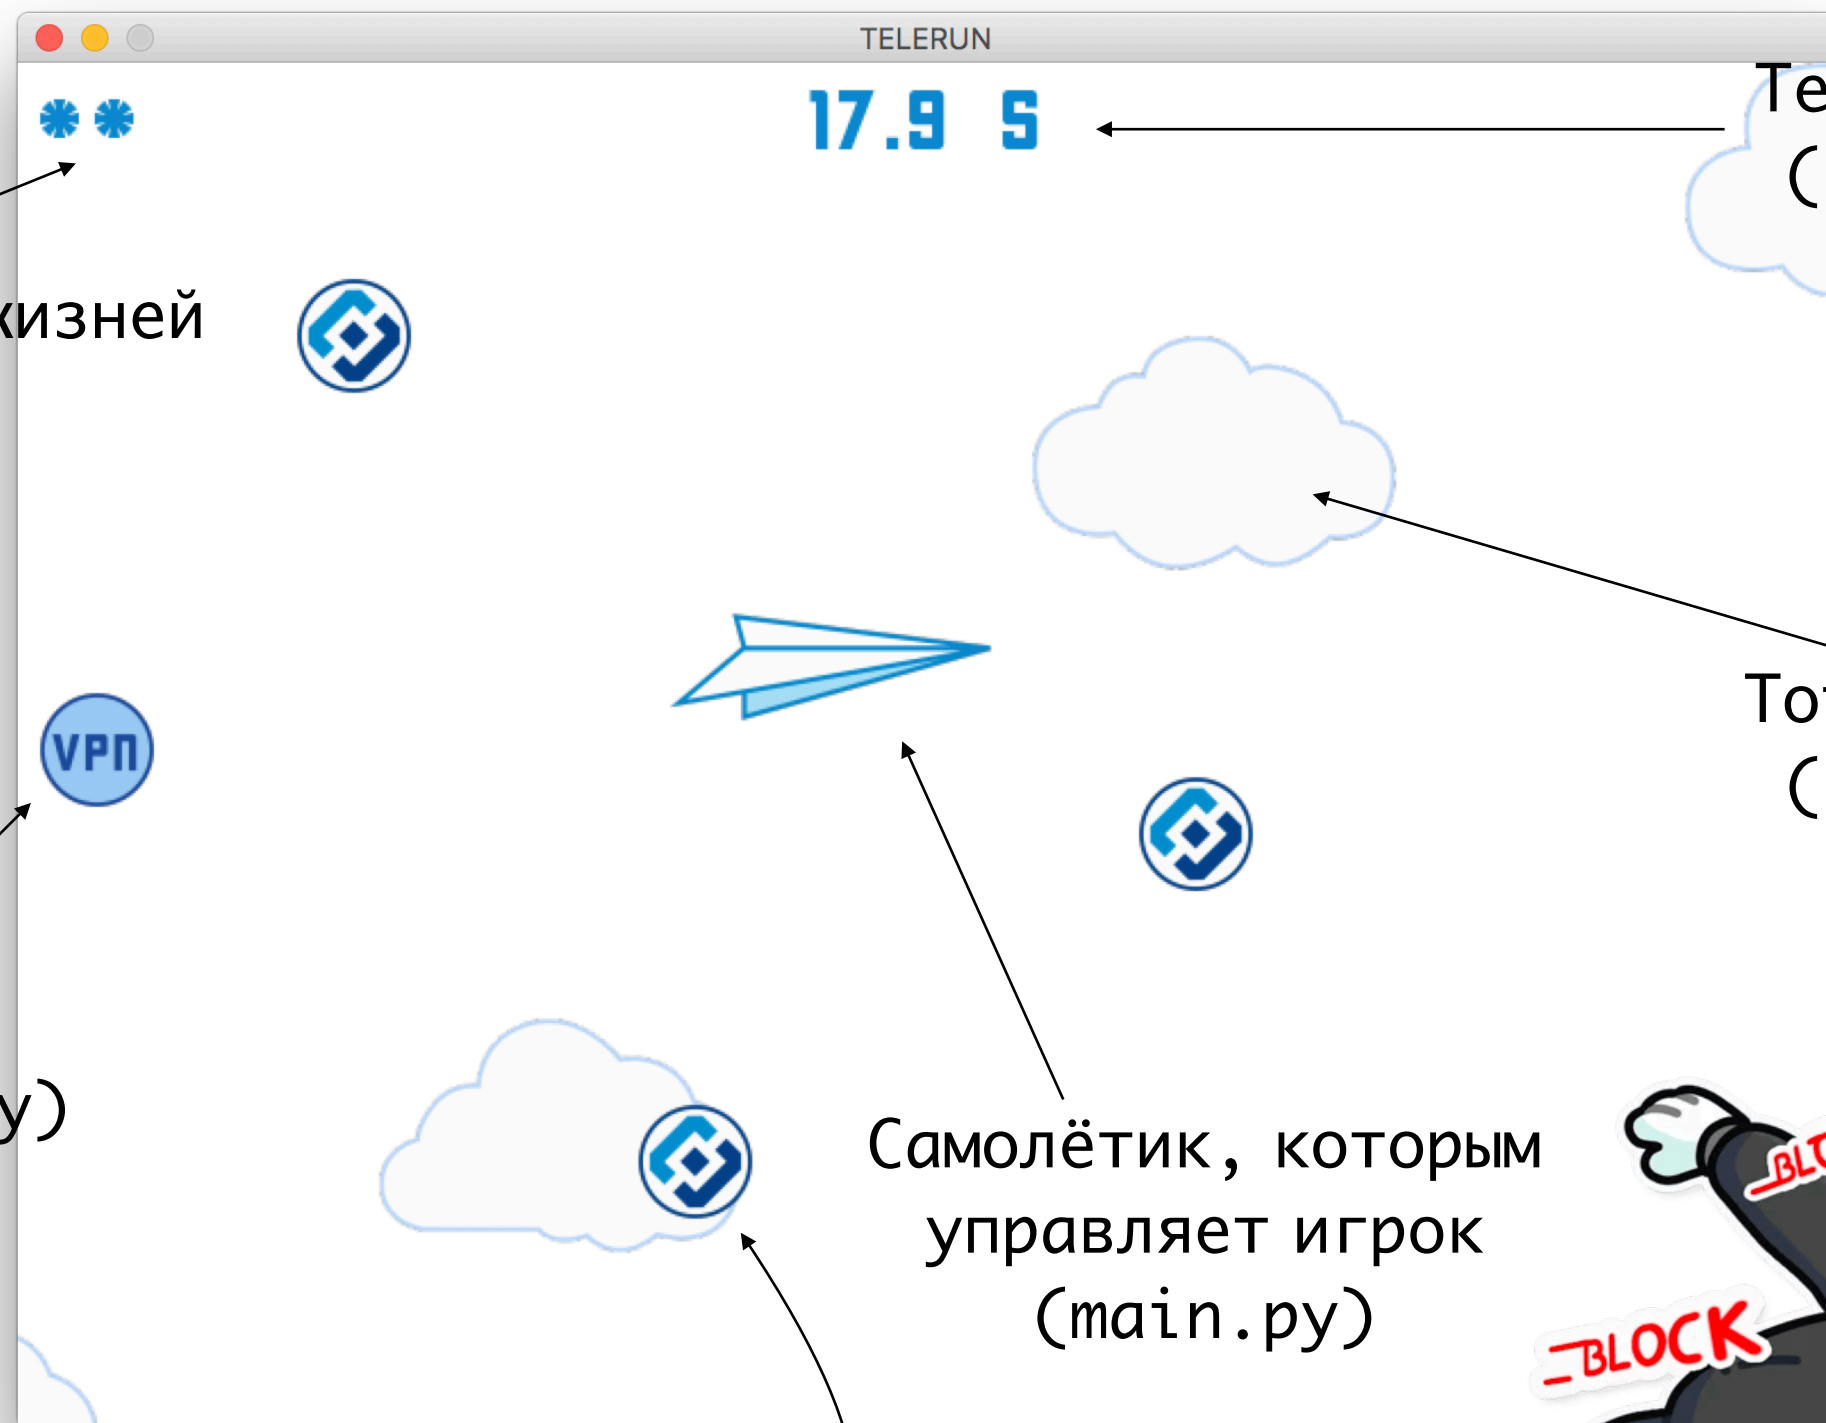 TELERUN
**
17.9 S
жизней
VPN
Самолётик, которым
управляет игрок
(main.py)
BLOCK